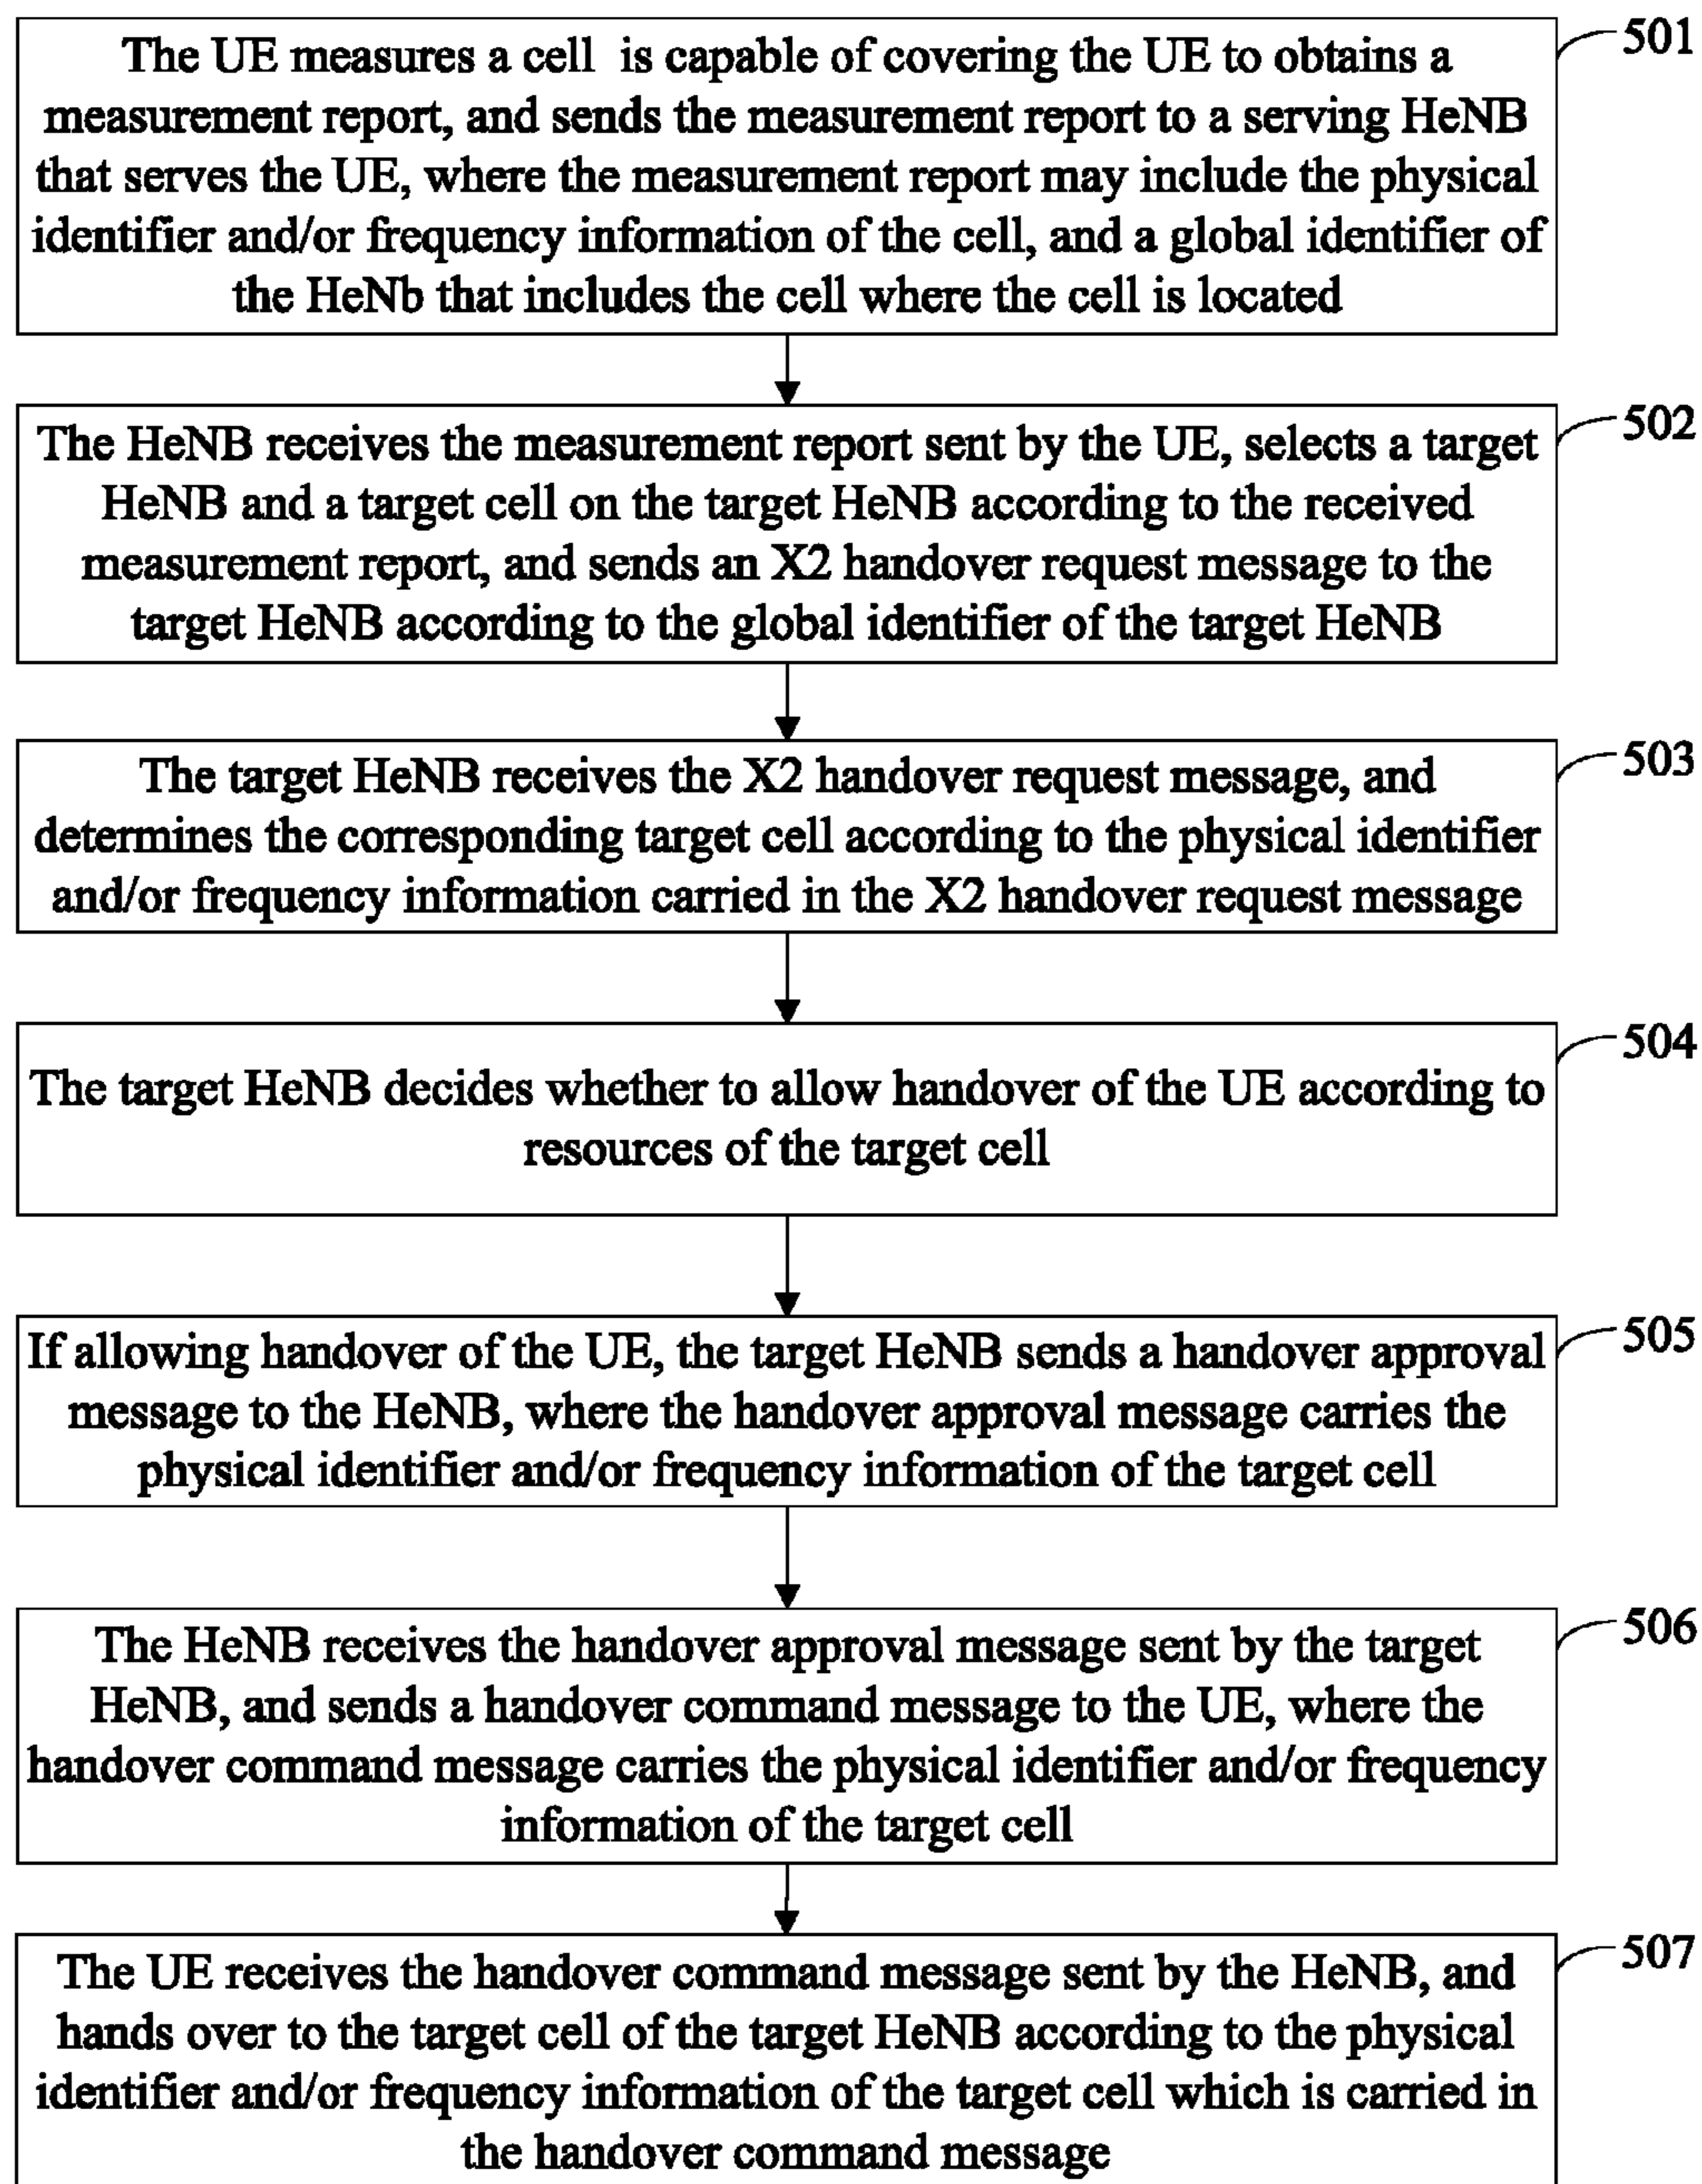 The UE measures a cell is capable of covering the UE to obtains a
measurement report, and sends the measurement report to a serving HeNB
that serves the UE, where the measurement report may include the physical
identifier and/or frequency information of the cell, and a global identifier of
the HeNb that includes the cell where the cell is located
501
The HeNB receives the measurement report sent by the UE, selects a target
HeNB and a target cell on the target HeNB according to the received
measurement report, and sends an X2 handover request message to the
target HeNB according to the global identifier of the target HeNB
502
The target HeNB receives the X2 handover request message, and
determines the corresponding target cell according to the physical identifier
and/or frequency information carried in the X2 handover request message
503
The target HeNB decides whether to allow handover of the UE according to
resources of the target cell
504
If allowing handover of the UE, the target HeNB sends a handover approval
message to the HeNB, where the handover approval message carries the
physical identifier and/or frequency information of the target cell
505
The HeNB receives the handover approval message sent by the target
HeNB, and sends a handover command message to the UE, where the
handover command message carries the physical identifier and/or frequency
information of the target cell
506
The UE receives the handover command message sent by the HeNB, and
hands over to the target cell of the target HeNB according to the physical
identifier and/or frequency information of the target cell which is carried in
the handover command message
507